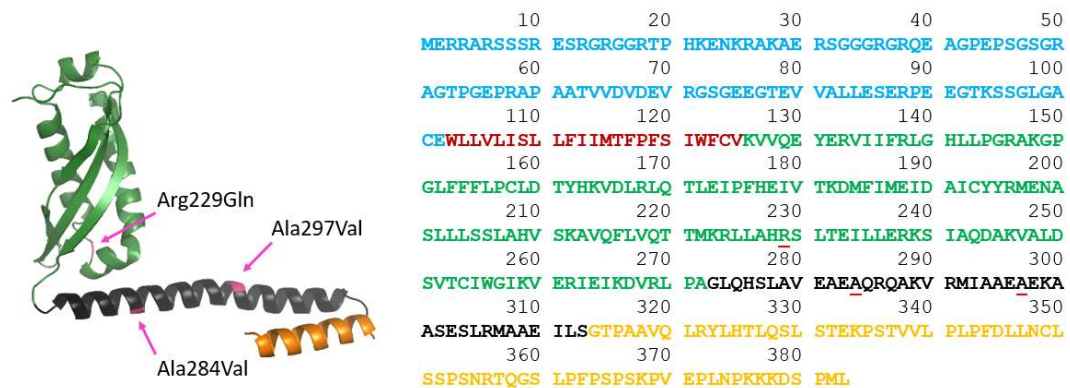 Arg229Gln
Ala297Val
Ala284Val
10 20 30 40 50
MERRARSSSR ESRGRGGRTP HKENKRAKAE RSGGGRGRQE AGPEPSGSGR
60 70 80 90 100
AGTPGEPRAP AATVVDVDEV RGSGEEGTEV VALLESERPE EGTKSSGLGA
110 120 130 140 150
CEWLLVLISL LFIIMTFPFS IWFCVKVVQE YERVIIFRLG HLLPGRAKGP
160 170 180 190 200
GLFFFLPCLD TYHKVDLRLQ TLEIPFHEIV TKDMFIMEID AICYYRMENA
210 220 230 240 250
SLLLSSLAHV SKAVQFLVQT TMKRLLAHRS LTEILLERKS IAQDAKVALD
260 270 280 290 300
SVTCIWGIKV ERIEIKDVRL PAGLQHSLAV EAEAQRQAKV RMIAAEAEKA
310 320 330 340 350
ASESLRMAAE ILSGTPAAVQ LRYLHTLQSL STEKPSTVVL PLPFDLLNCL
360 370 380
SSPSNRTQGS LPFPSPSKPV EPLNPKKKDS PML